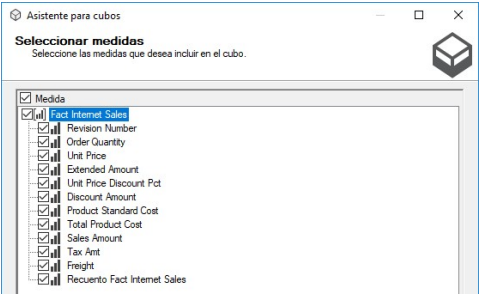 Asistente para cubos
Seleccionar medidas
Seleccione las medidas que desea incluir en el cubo.
Medida
Fact Internet Sales
Revision Number
Order Quantity
Unit Price
Extended Amount
Unit Price Discount Pct
Discount Amount
Product Standard Cost
Total Product Cost
Sales Amount
Tax Amt
Freight
Recuento Fact Internet Sales